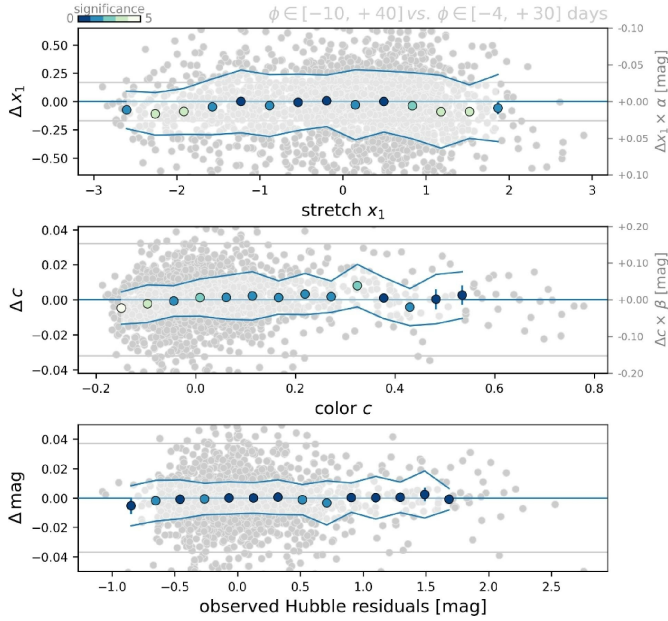 significance
0 5
ϕ ∈ [−10, +40] vs. ϕ ∈ [−4, +30] days
0.50
0.25
0.00
−0.25
−0.50
Δx₁
−0.10
−0.05
+0.00
+0.05
+0.10
Δx₁ × α [mag]
−3 −2 −1 0 1 2 3
stretch x₁
0.04
0.02
0.00
−0.02
−0.04
Δc
+0.20
+0.10
+0.00
−0.10
−0.20
Δc × β [mag]
−0.2 0.0 0.2 0.4 0.6 0.8
color c
0.04
0.02
0.00
−0.02
−0.04
Δmag
−1.0 −0.5 0.0 0.5 1.0 1.5 2.0 2.5
observed Hubble residuals [mag]